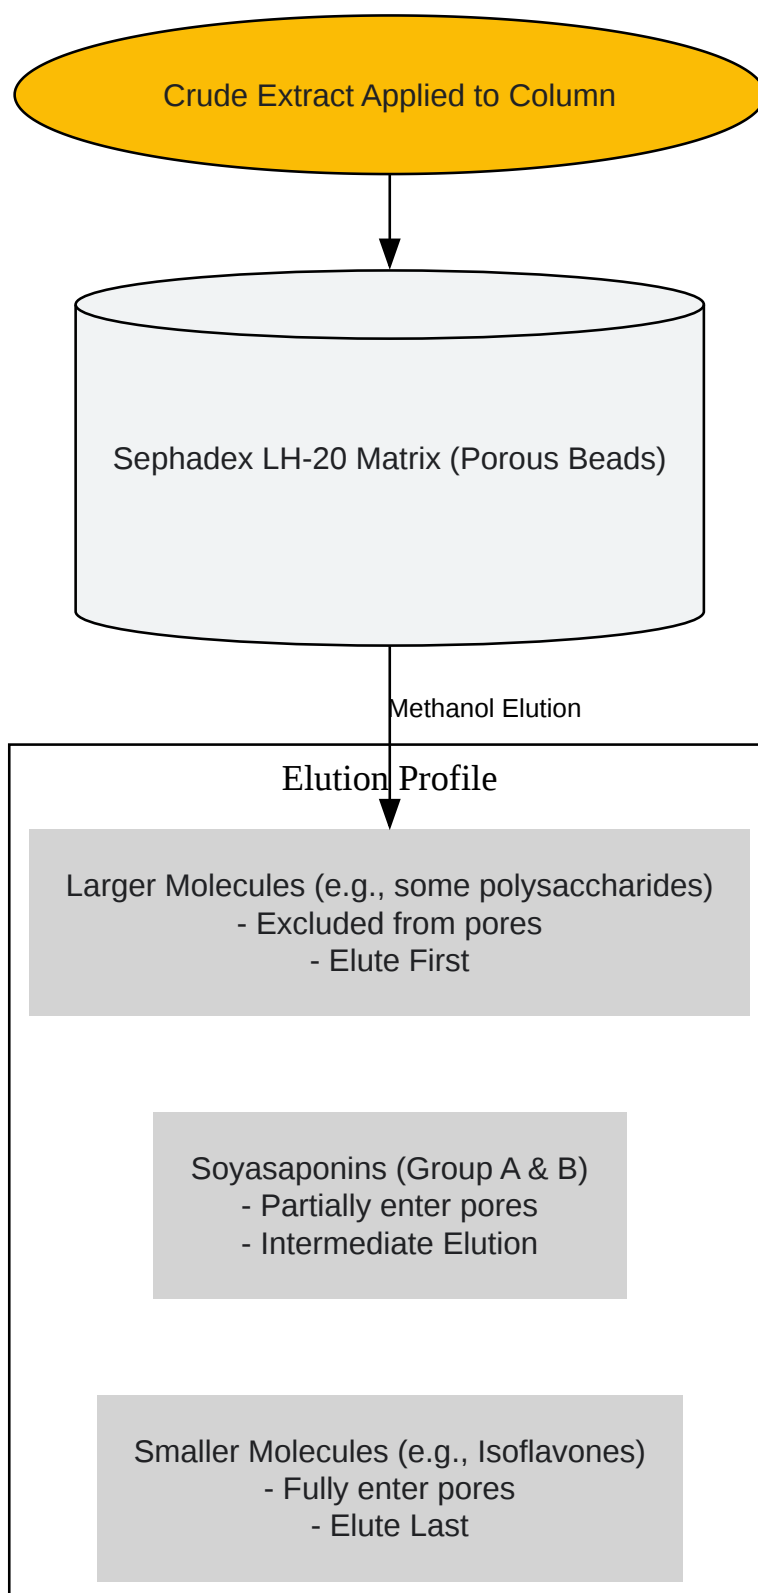 Crude Extract Applied to Column
Sephadex LH-20 Matrix (Porous Beads)
Methanol Elution
Elution Profile
Larger Molecules (e.g., some polysaccharides)
- Excluded from pores
- Elute First
Soyasaponins (Group A & B)
- Partially enter pores
- Intermediate Elution
Smaller Molecules (e.g., Isoflavones)
- Fully enter pores
- Elute Last